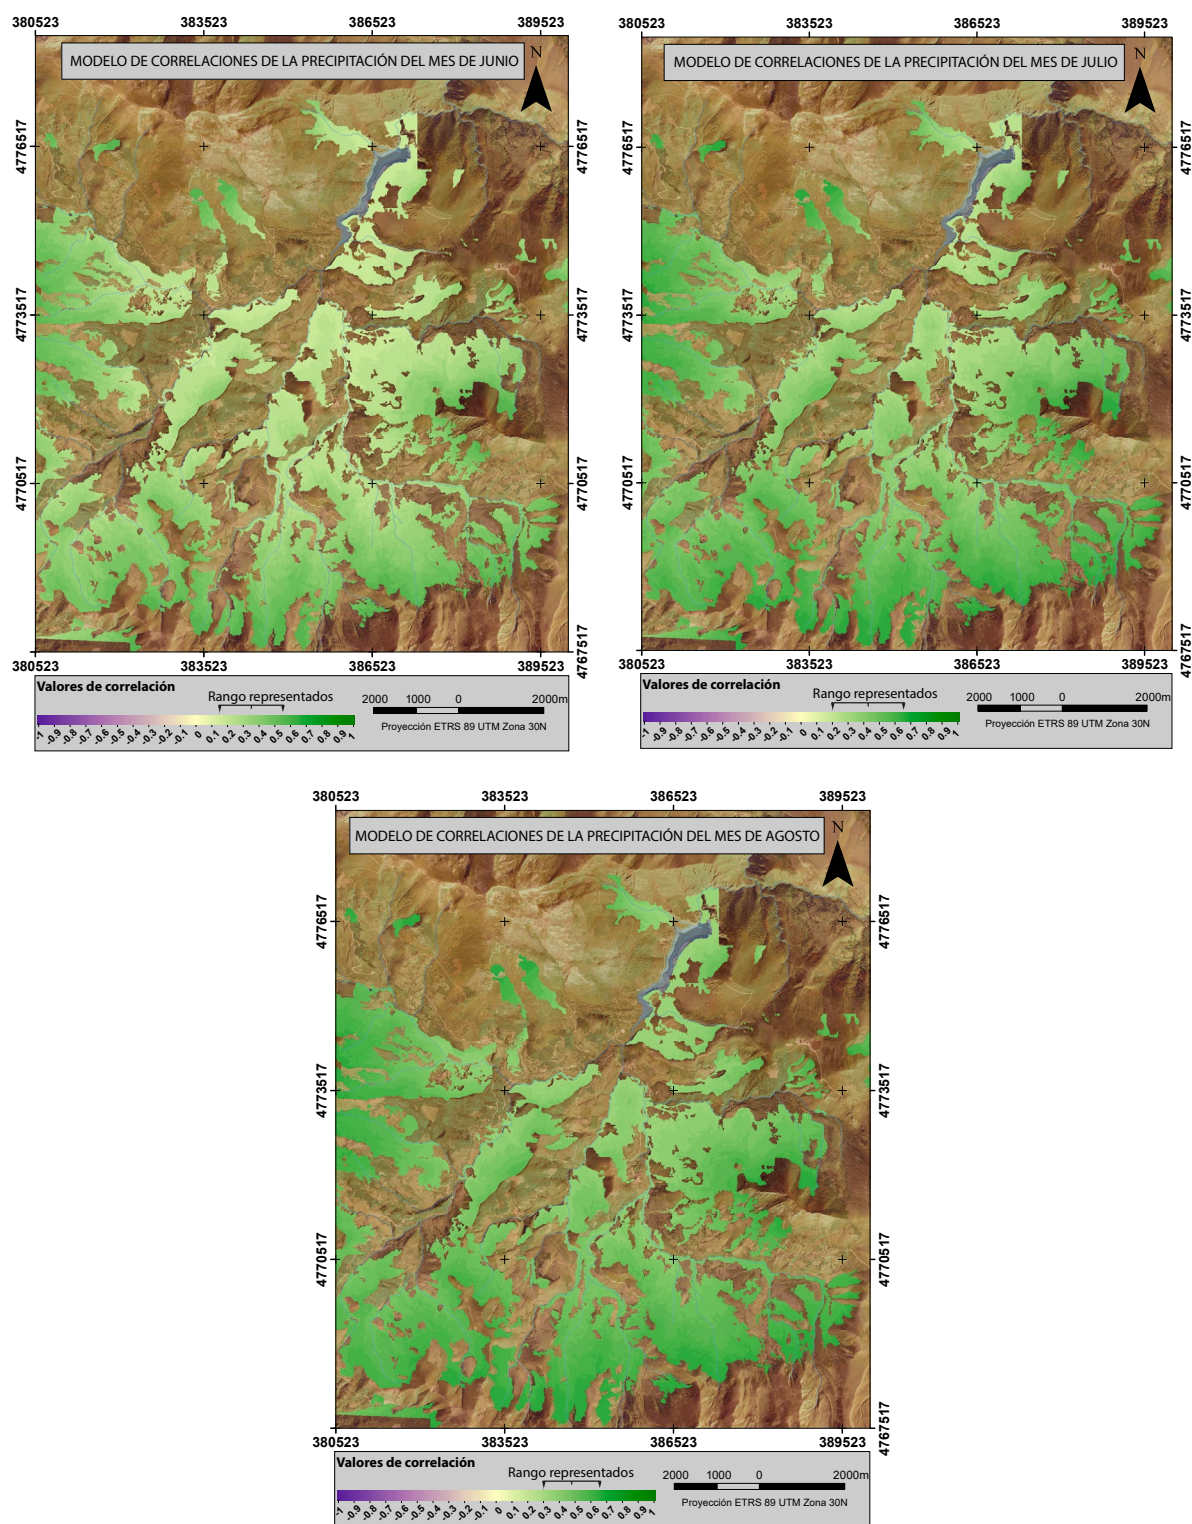 380523 383523 386523 389523
MODELO DE CORRELACIONES DE LA PRECIPITACIÓN DEL MES DE JUNIO
N
4776517 4776517
4773517 4773517
4770517 4770517
4767517
380523 383523 386523 389523
Valores de correlación
Rango representados
2000 1000 0 2000m
Proyección ETRS 89 UTM Zona 30N
-1 -0.9 -0.8 -0.7 -0.6 -0.5 -0.4 -0.3 -0.2 -0.1 0 0.1 0.2 0.3 0.4 0.5 0.6 0.7 0.8 0.9 1
380523 383523 386523 389523
MODELO DE CORRELACIONES DE LA PRECIPITACIÓN DEL MES DE JULIO
N
4776517 4776517
4773517 4773517
4770517 4770517
4767517
380523 383523 386523 389523
Valores de correlación
Rango representados
2000 1000 0 2000m
Proyección ETRS 89 UTM Zona 30N
-1 -0.9 -0.8 -0.7 -0.6 -0.5 -0.4 -0.3 -0.2 -0.1 0 0.1 0.2 0.3 0.4 0.5 0.6 0.7 0.8 0.9 1
380523 383523 386523 389523
MODELO DE CORRELACIONES DE LA PRECIPITACIÓN DEL MES DE AGOSTO
N
4776517 4776517
4773517 4773517
4770517 4770517
4767517
380523 383523 386523 389523
Valores de correlación
Rango representados
2000 1000 0 2000m
Proyección ETRS 89 UTM Zona 30N
-1 -0.9 -0.8 -0.7 -0.6 -0.5 -0.4 -0.3 -0.2 -0.1 0 0.1 0.2 0.3 0.4 0.5 0.6 0.7 0.8 0.9 1